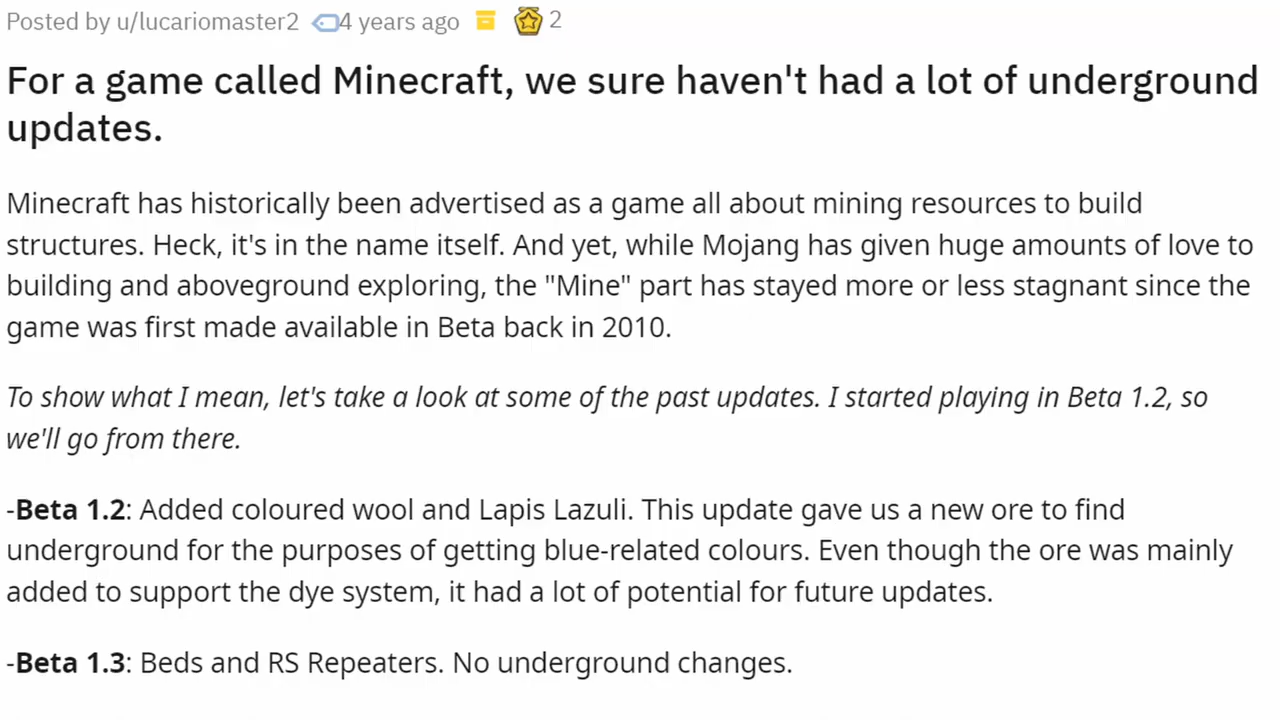 Posted by u/lucariomaster2 4 years ago 2
For a game called Minecraft, we sure haven't had a lot of underground
updates.
Minecraft has historically been advertised as a game all about mining resources to build
structures. Heck, it's in the name itself. And yet, while Mojang has given huge amounts of love to
building and aboveground exploring, the "Mine" part has stayed more or less stagnant since the
game was first made available in Beta back in 2010.
To show what I mean, let's take a look at some of the past updates. I started playing in Beta 1.2, so
we'll go from there.
-Beta 1.2: Added coloured wool and Lapis Lazuli. This update gave us a new ore to find
underground for the purposes of getting blue-related colours. Even though the ore was mainly
added to support the dye system, it had a lot of potential for future updates.
-Beta 1.3: Beds and RS Repeaters. No underground changes.